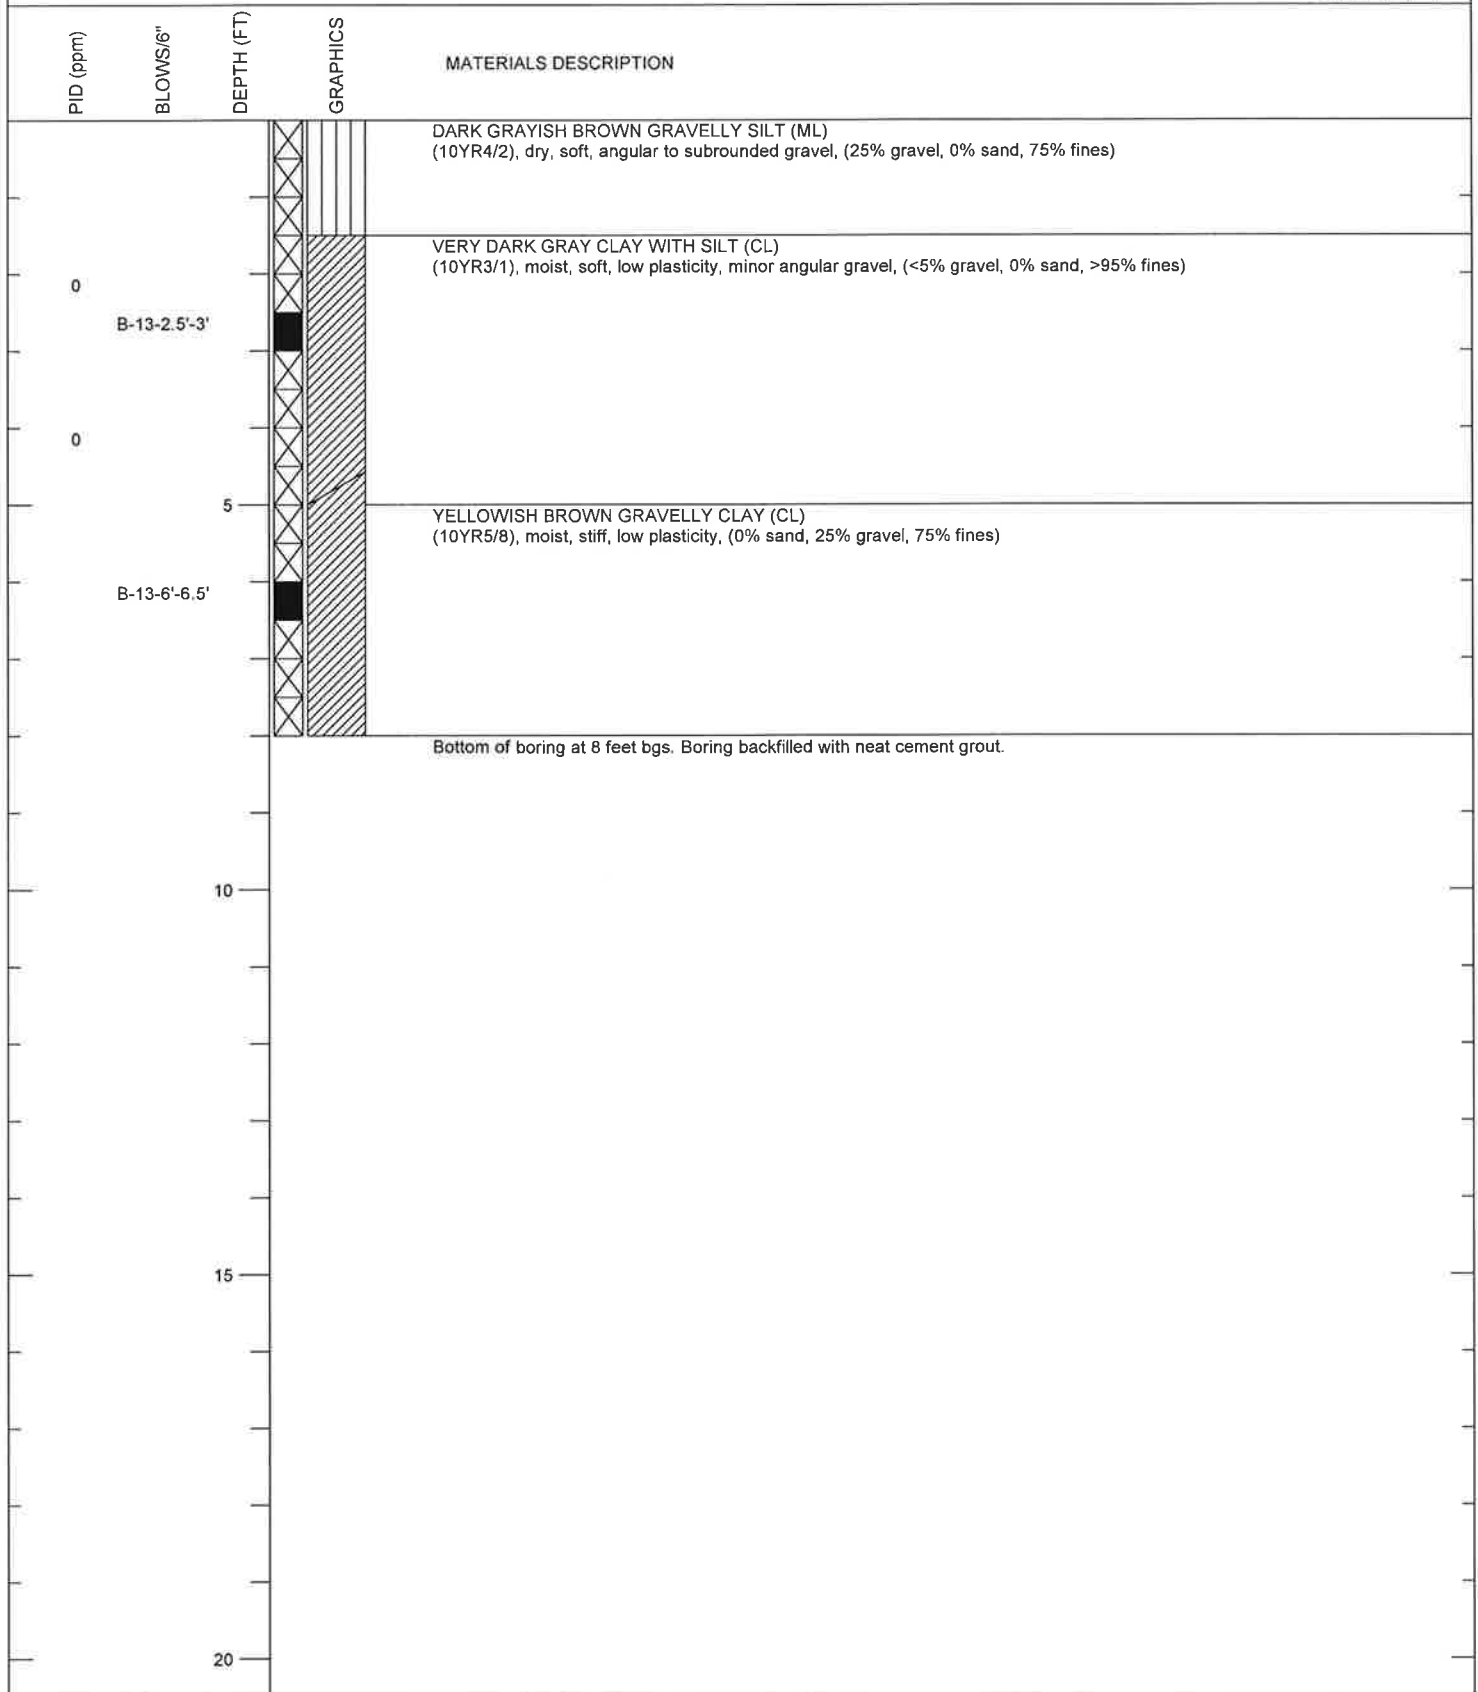 PID (ppm)
BLOWS/6"
DEPTH (FT)
GRAPHICS
MATERIALS DESCRIPTION
DARK GRAYISH BROWN GRAVELLY SILT (ML)
(10YR4/2), dry, soft, angular to subrounded gravel, (25% gravel, 0% sand, 75% fines)
VERY DARK GRAY CLAY WITH SILT (CL)
(10YR3/1), moist, soft, low plasticity, minor angular gravel, (<5% gravel, 0% sand, >95% fines)
0
B-13-2.5'-3'
0
5
YELLOWISH BROWN GRAVELLY CLAY (CL)
(10YR5/8), moist, stiff, low plasticity, (0% sand, 25% gravel, 75% fines)
B-13-6'-6.5'
Bottom of boring at 8 feet bgs. Boring backfilled with neat cement grout.
10
15
20